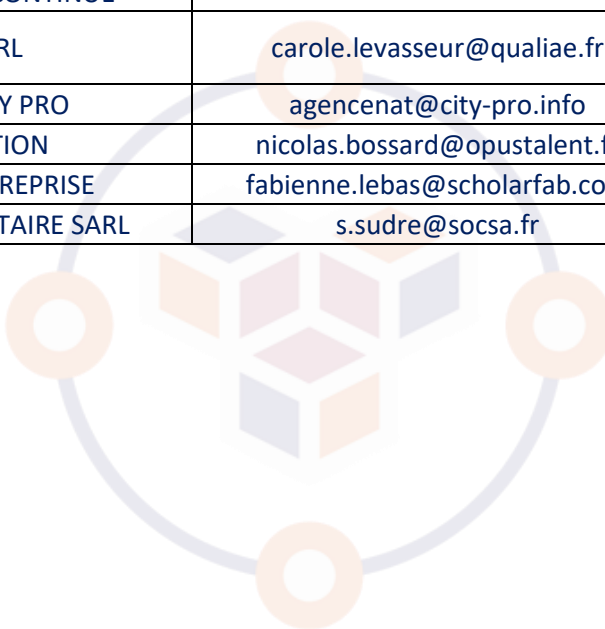 CONTINUE
RL carole.levasseur@qualiae.fr
Y PRO agencenat@city-pro.info
TION nicolas.bossard@opustalent.f
REPRISE fabienne.lebas@scholarfab.co
TAIRE SARL s.sudre@socsa.fr